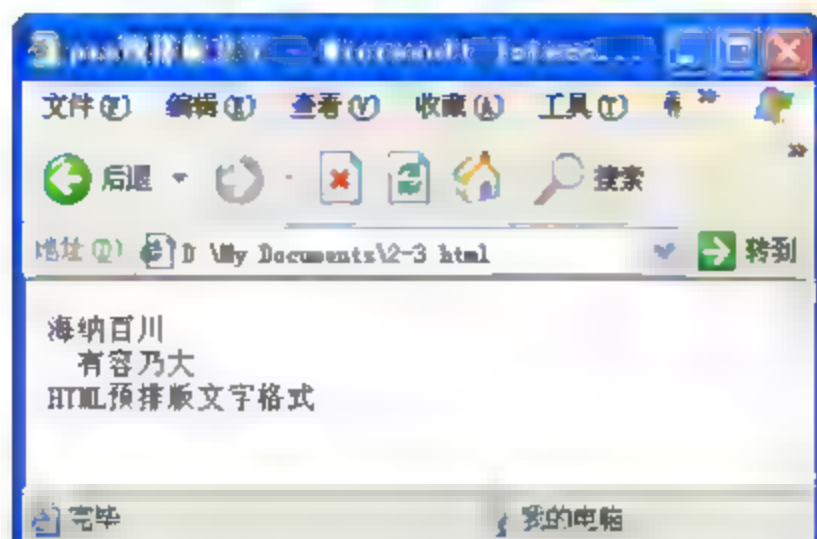 文件(F) 编辑(E) 查看(V) 收藏(A) 工具(T) »
后退 搜索 »
地址(D) D \My Documents\2-3 html 转到
海纳百川
有容乃大
HTML预排版文字格式
完毕 我的电脑